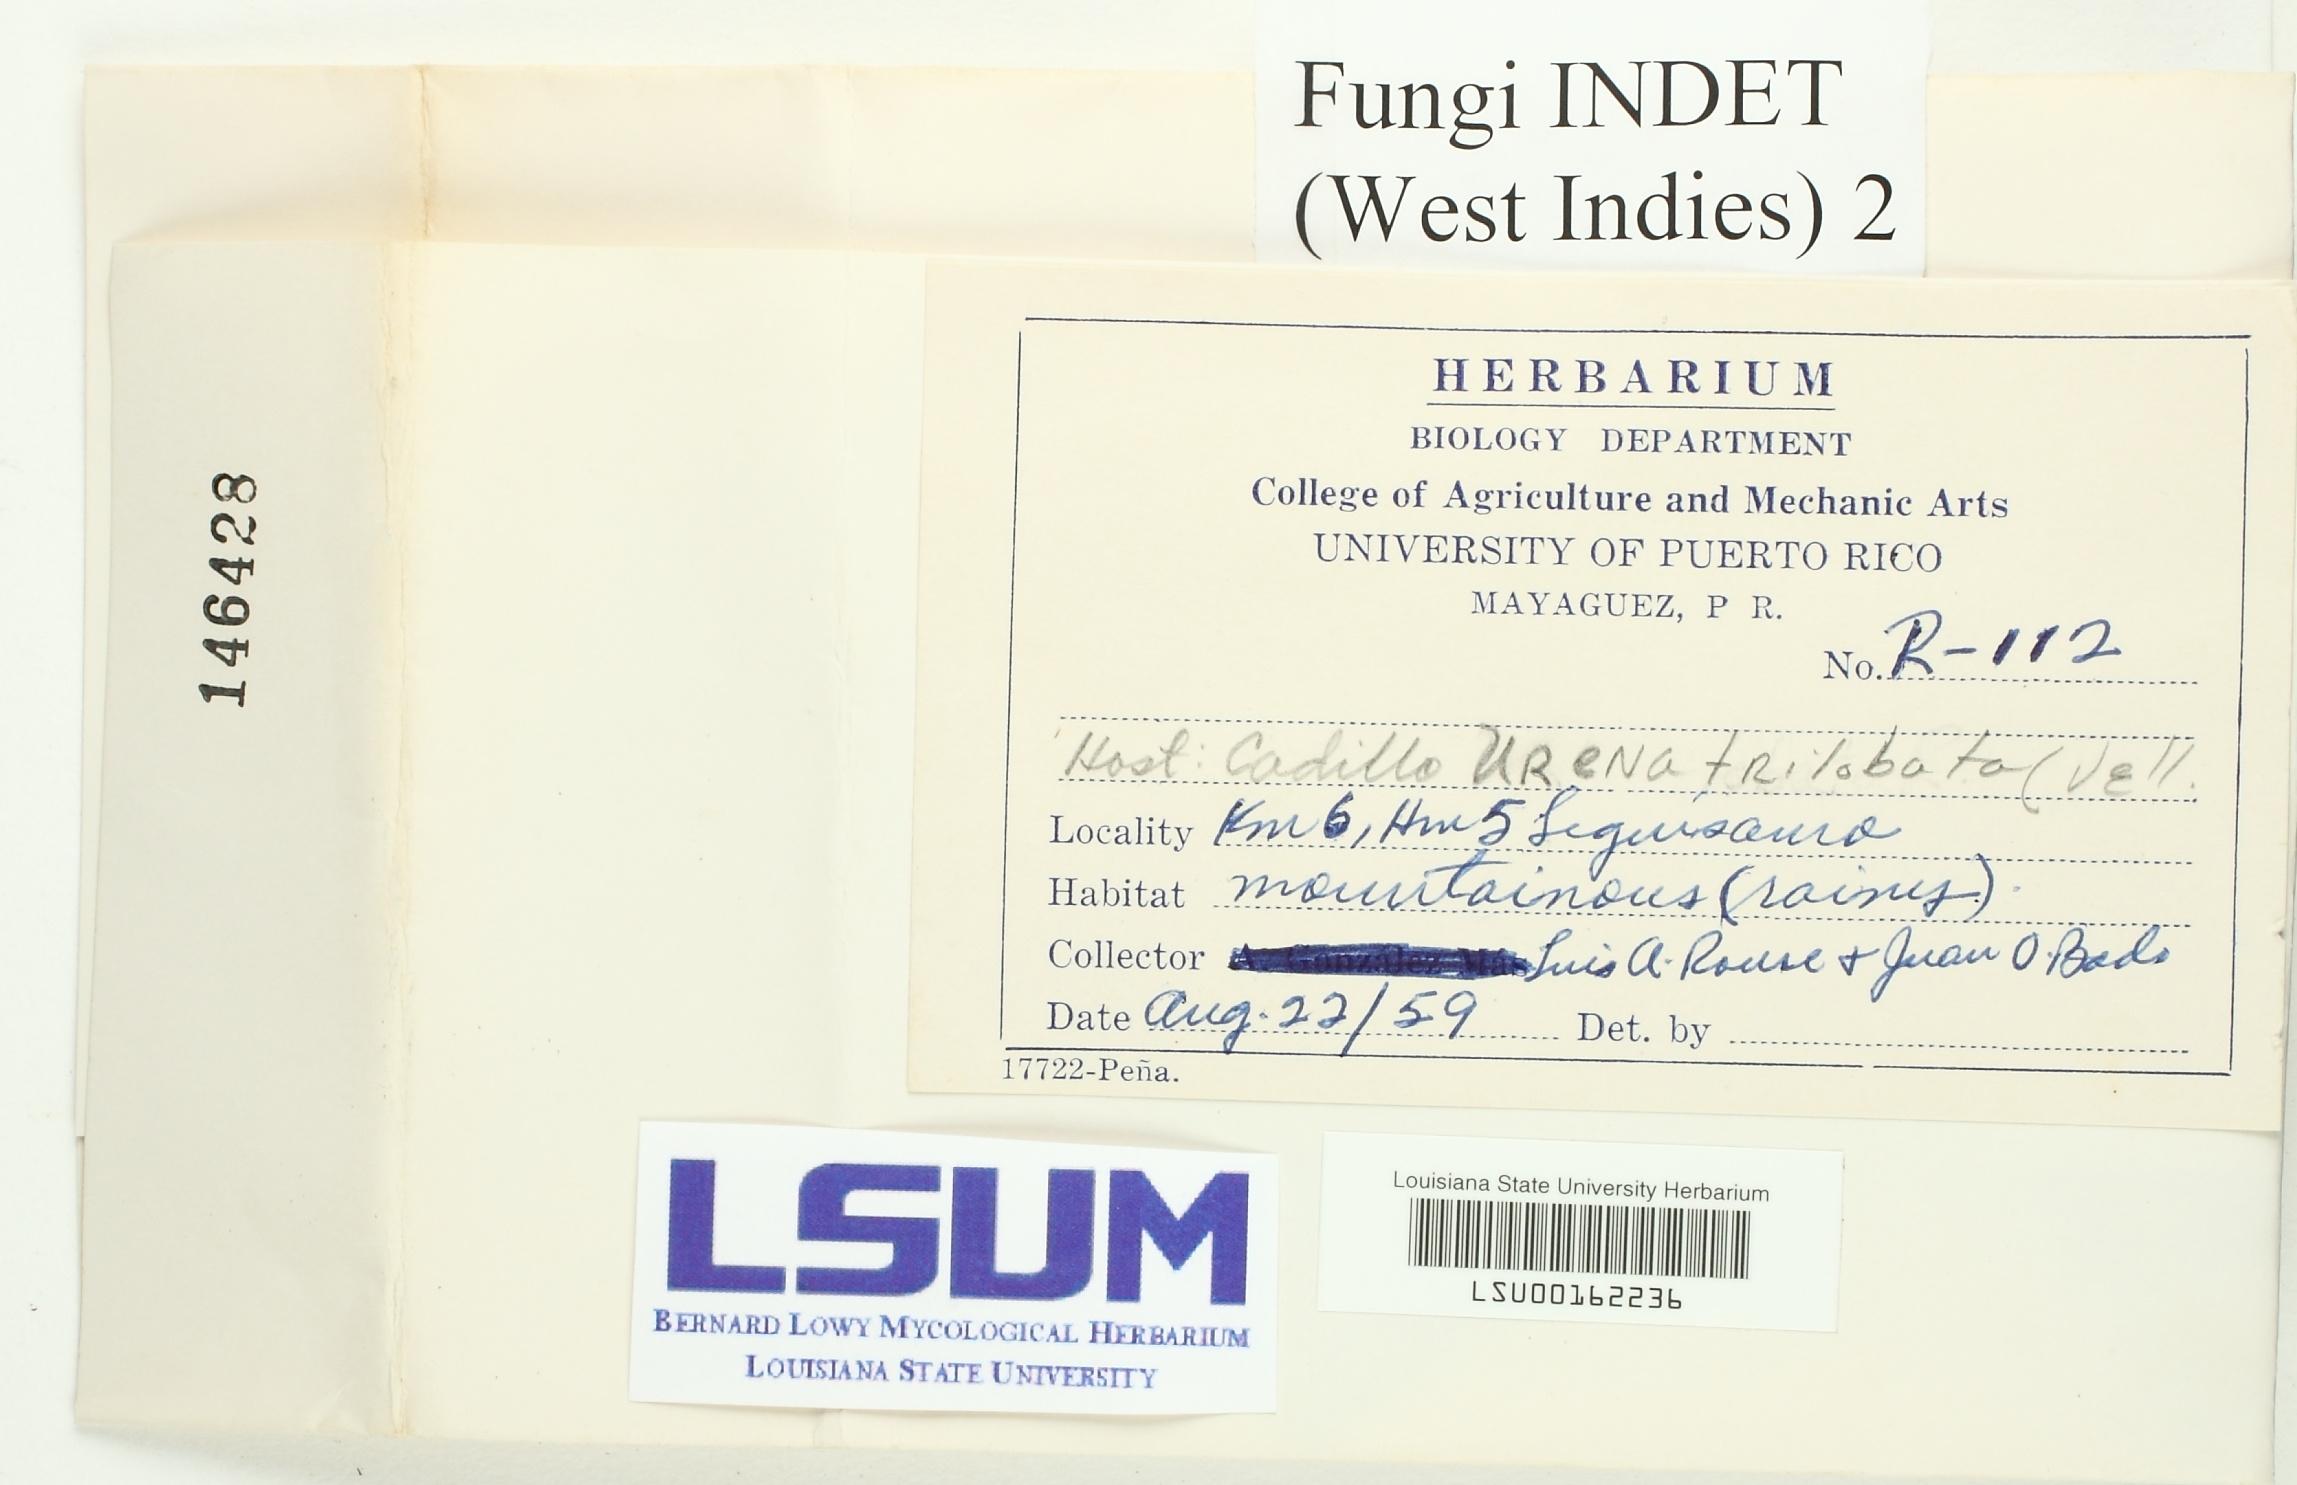 Fungi INDET
(West Indies) 2
146428
HERBARIUM
BIOLOGY DEPARTMENT
College of Agriculture and Mechanic Arts
UNIVERSITY OF PUERTO RICO
MAYAGUEZ, P R.
No. R-112
Host: Cadillo URENA tRilobata (Vell.
Locality Km 6, Hm 5
Habitat mountainous (rainy).
Collector A. González Más Luis A. Rouse & Juan O.
Date Aug. 22/59 Det. by
17722-Peña.
LSUM
BERNARD LOWY MYCOLOGICAL HERBARIUM
LOUISIANA STATE UNIVERSITY
Louisiana State University Herbarium
LSU00162236